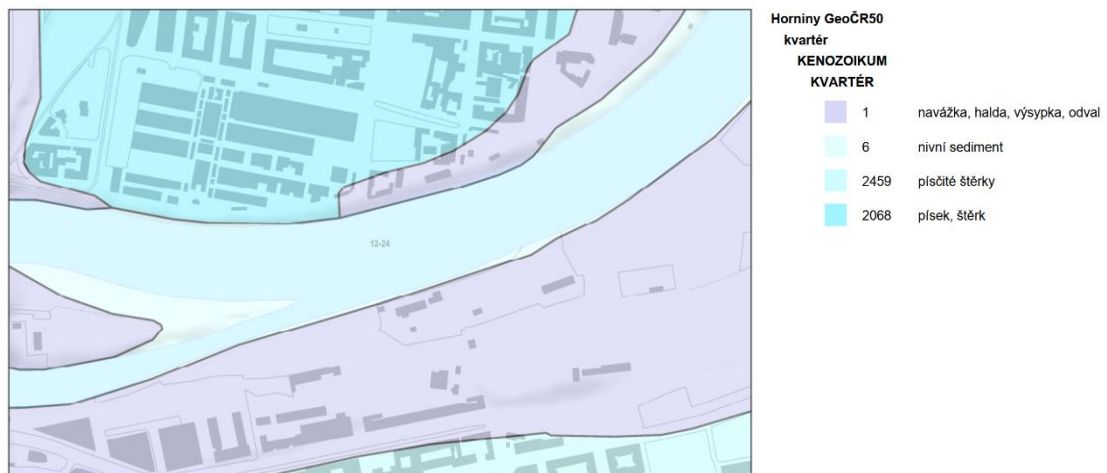 Horniny GeoČR50
kvartér
KENOZOIKUM
KVARTÉR
1 navážka, halda, výsypka, odval
6 nivní sediment
2459 písčité štěrky
2068 písek, štěrk
12-24